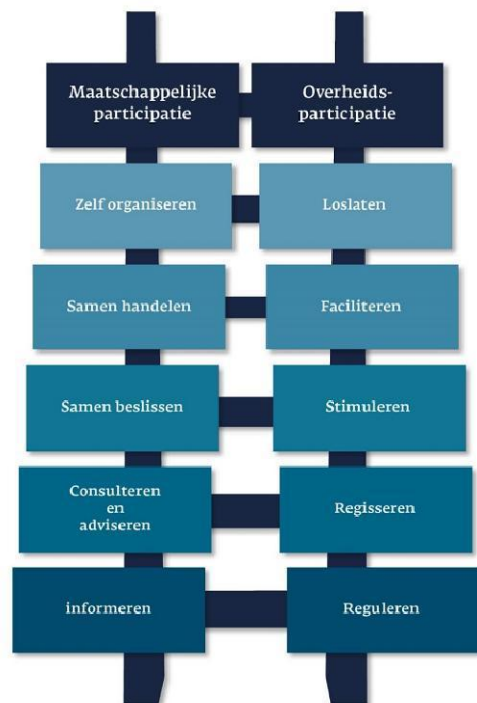 Maatschappelijke
participatie
Overheids-
participatie
Zelf organiseren
Loslaten
Samen handelen
Faciliteren
Samen beslissen
Stimuleren
Consulteren
en
adviseren
Regisseren
informeren
Reguleren